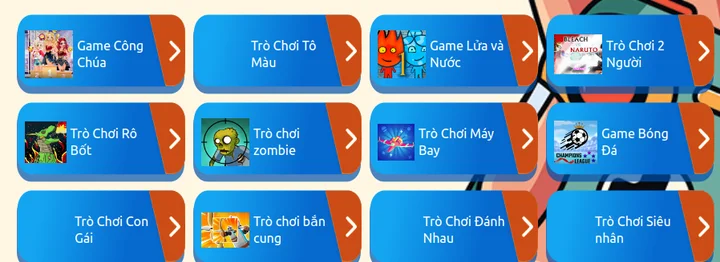 Game Công
Chúa
Trò Chơi Tô
Màu
Game Lửa và
Nước
BLEACH
NARUTO
Trò Chơi 2
Người
Trò Chơi Rô
Bốt
Trò chơi
zombie
Trò Chơi Máy
Bay
CHAMPIONS
LEAGUE
Game Bóng
Đá
Trò Chơi Con
Gái
Trò chơi bắn
cung
Trò Chơi Đánh
Nhau
Trò Chơi Siêu
nhân